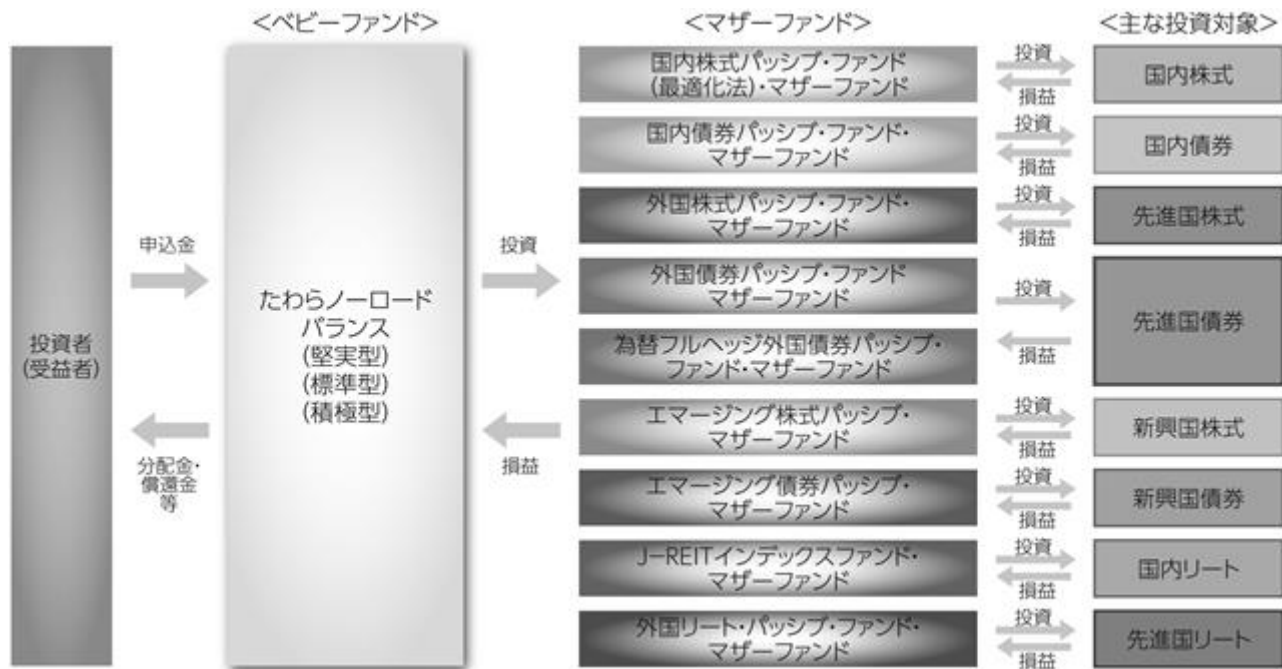 <ベビーファンド>
<マザーファンド>
<主な投資対象>
投資者
(受益者)
申込金
分配金・
償還金
等
たわらノーロード
バランス
(堅実型)
(標準型)
(積極型)
投資
損益
国内株式パッシブ・ファンド
(最適化法)・マザーファンド
投資
損益
国内株式
国内債券パッシブ・ファンド・
マザーファンド
投資
損益
国内債券
外国株式パッシブ・ファンド・
マザーファンド
投資
損益
先進国株式
外国債券パッシブ・ファンド
マザーファンド
為替フルヘッジ外国債券パッシブ・
ファンド・マザーファンド
投資
損益
先進国債券
エマージング株式パッシブ・
マザーファンド
投資
損益
新興国株式
エマージング債券パッシブ・
マザーファンド
投資
損益
新興国債券
J-REITインデックスファンド・
マザーファンド
投資
損益
国内リート
外国リート・パッシブ・ファンド・
マザーファンド
投資
損益
先進国リート